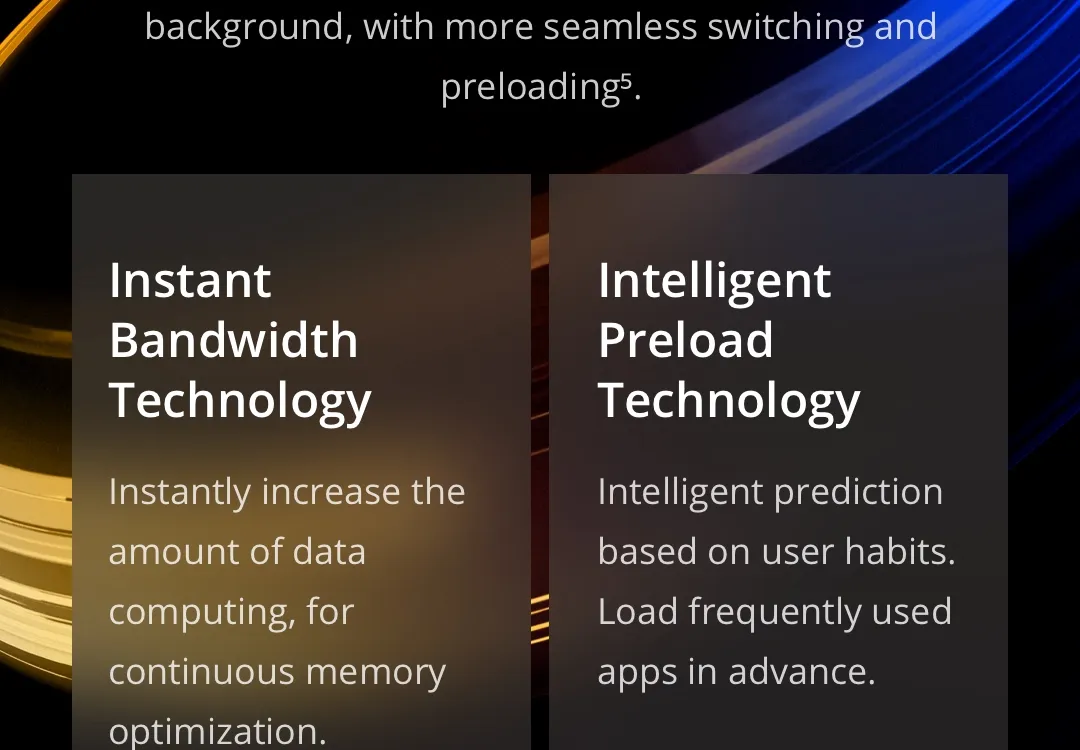 background, with more seamless switching and
preloading⁵.
Instant
Bandwidth
Technology
Instantly increase the
amount of data
computing, for
continuous memory
optimization.
Intelligent
Preload
Technology
Intelligent prediction
based on user habits.
Load frequently used
apps in advance.